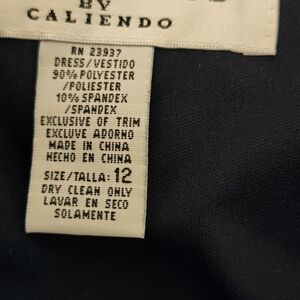 BY
CALIENDO
RN 23937
DRESS/VESTIDO
90% POLYESTER
/POLIESTER
10% SPANDEX
/SPANDEX
EXCLUSIVE OF TRIM
EXCLUVE ADORNO
MADE IN CHINA
HECHO EN CHINA
SIZE/TALLA: 12
DRY CLEAN ONLY
LAVAR EN SECO
SOLAMENTE